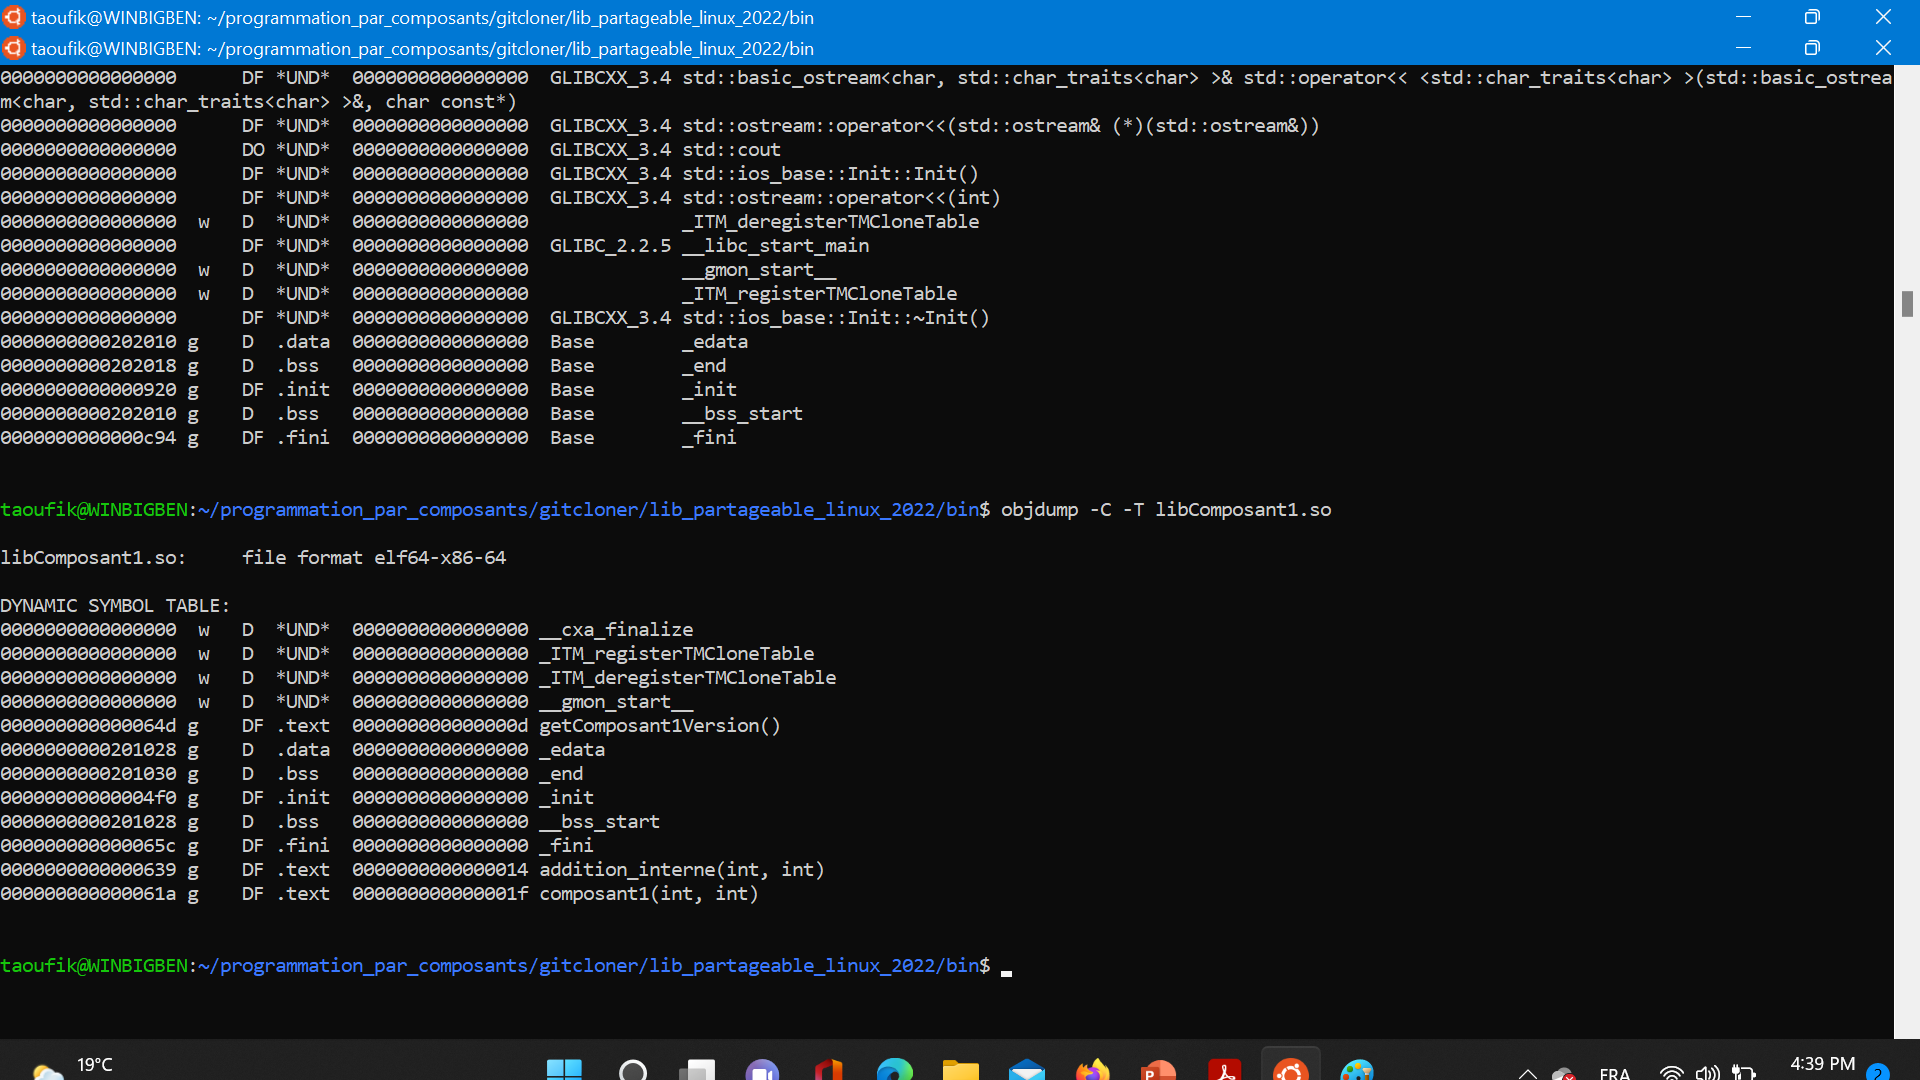 taoufik@WINBIGBEN: ~/programmation_par_composants/gitcloner/lib_partageable_linux_2022/bin
taoufik@WINBIGBEN: ~/programmation_par_composants/gitcloner/lib_partageable_linux_2022/bin
0000000000000000      DF *UND*  0000000000000000  GLIBCXX_3.4 std::basic_ostream<char, std::char_traits<char> >& std::operator<< <std::char_traits<char> >(std::basic_ostrea
m<char, std::char_traits<char> >&, char const*)
0000000000000000      DF *UND*  0000000000000000  GLIBCXX_3.4 std::ostream::operator<<(std::ostream& (*)(std::ostream&))
0000000000000000      DO *UND*  0000000000000000  GLIBCXX_3.4 std::cout
0000000000000000      DF *UND*  0000000000000000  GLIBCXX_3.4 std::ios_base::Init::Init()
0000000000000000      DF *UND*  0000000000000000  GLIBCXX_3.4 std::ostream::operator<<(int)
0000000000000000  w   D  *UND*  0000000000000000              _ITM_deregisterTMCloneTable
0000000000000000      DF *UND*  0000000000000000  GLIBC_2.2.5 __libc_start_main
0000000000000000  w   D  *UND*  0000000000000000              __gmon_start__
0000000000000000  w   D  *UND*  0000000000000000              _ITM_registerTMCloneTable
0000000000000000      DF *UND*  0000000000000000  GLIBCXX_3.4 std::ios_base::Init::~Init()
0000000000202010 g    D  .data  0000000000000000  Base        _edata
0000000000202018 g    D  .bss   0000000000000000  Base        _end
0000000000000920 g    DF .init  0000000000000000  Base        _init
0000000000202010 g    D  .bss   0000000000000000  Base        __bss_start
0000000000000c94 g    DF .fini  0000000000000000  Base        _fini
taoufik@WINBIGBEN:~/programmation_par_composants/gitcloner/lib_partageable_linux_2022/bin$ objdump -C -T libComposant1.so
libComposant1.so:     file format elf64-x86-64
DYNAMIC SYMBOL TABLE:
0000000000000000  w   D  *UND*  0000000000000000 __cxa_finalize
0000000000000000  w   D  *UND*  0000000000000000 _ITM_registerTMCloneTable
0000000000000000  w   D  *UND*  0000000000000000 _ITM_deregisterTMCloneTable
0000000000000000  w   D  *UND*  0000000000000000 __gmon_start__
000000000000064d g    DF .text  000000000000000d getComposant1Version()
0000000000201028 g    D  .data  0000000000000000 _edata
0000000000201030 g    D  .bss   0000000000000000 _end
00000000000004f0 g    DF .init  0000000000000000 _init
0000000000201028 g    D  .bss   0000000000000000 __bss_start
000000000000065c g    DF .fini  0000000000000000 _fini
0000000000000639 g    DF .text  0000000000000014 addition_interne(int, int)
000000000000061a g    DF .text  000000000000001f composant1(int, int)
taoufik@WINBIGBEN:~/programmation_par_composants/gitcloner/lib_partageable_linux_2022/bin$
19°C
FRA
4:39 PM
2